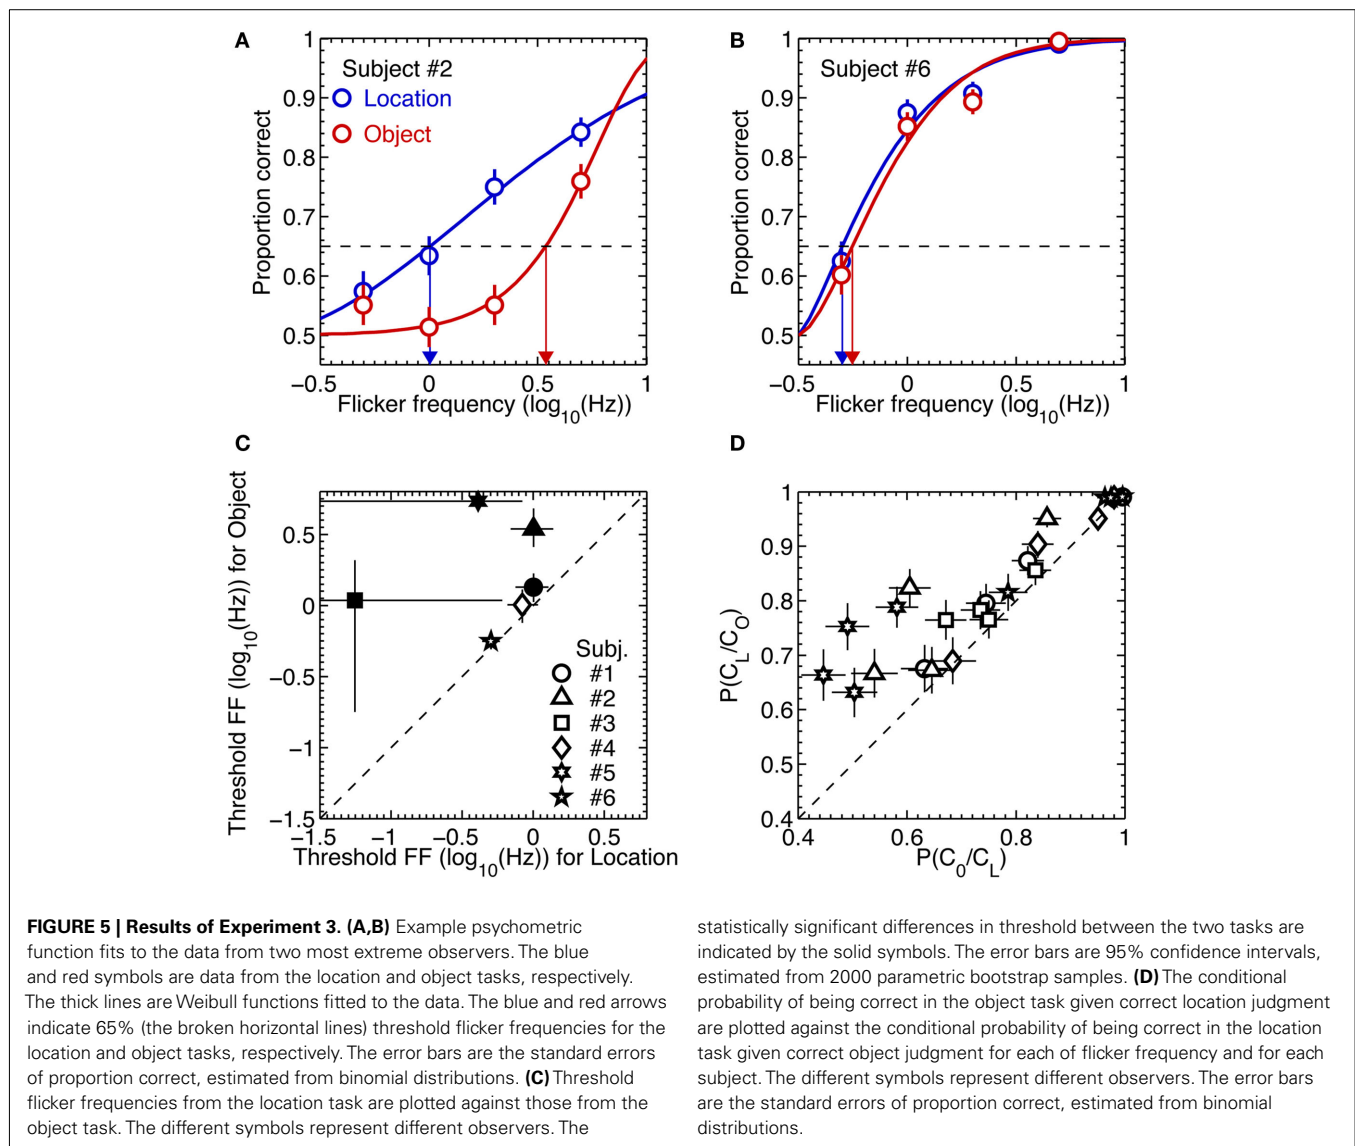 A
Subject #2
Location
Object
Proportion correct
1
0.9
0.8
0.7
0.6
0.5
−0.5 0 0.5 1
Flicker frequency (log10(Hz))
B
Subject #6
Proportion correct
1
0.9
0.8
0.7
0.6
0.5
−0.5 0 0.5 1
Flicker frequency (log10(Hz))
C
Threshold FF (log10(Hz)) for Object
0.5
0
−0.5
−1
−1.5
Subj.
#1
#2
#3
#4
#5
#6
−1.5 −1 −0.5 0 0.5
Threshold FF (log10(Hz)) for Location
D
P(CL/CO)
1
0.9
0.8
0.7
0.6
0.5
0.4
0.4 0.6 0.8 1
P(C0/CL)
FIGURE 5 | Results of Experiment 3. (A,B) Example psychometric
function fits to the data from two most extreme observers. The blue
and red symbols are data from the location and object tasks, respectively.
The thick lines are Weibull functions fitted to the data. The blue and red arrows
indicate 65% (the broken horizontal lines) threshold flicker frequencies for the
location and object tasks, respectively. The error bars are the standard errors
of proportion correct, estimated from binomial distributions. (C) Threshold
flicker frequencies from the location task are plotted against those from the
object task. The different symbols represent different observers. The
statistically significant differences in threshold between the two tasks are
indicated by the solid symbols. The error bars are 95% confidence intervals,
estimated from 2000 parametric bootstrap samples. (D) The conditional
probability of being correct in the object task given correct location judgment
are plotted against the conditional probability of being correct in the location
task given correct object judgment for each of flicker frequency and for each
subject. The different symbols represent different observers. The error bars
are the standard errors of proportion correct, estimated from binomial
distributions.